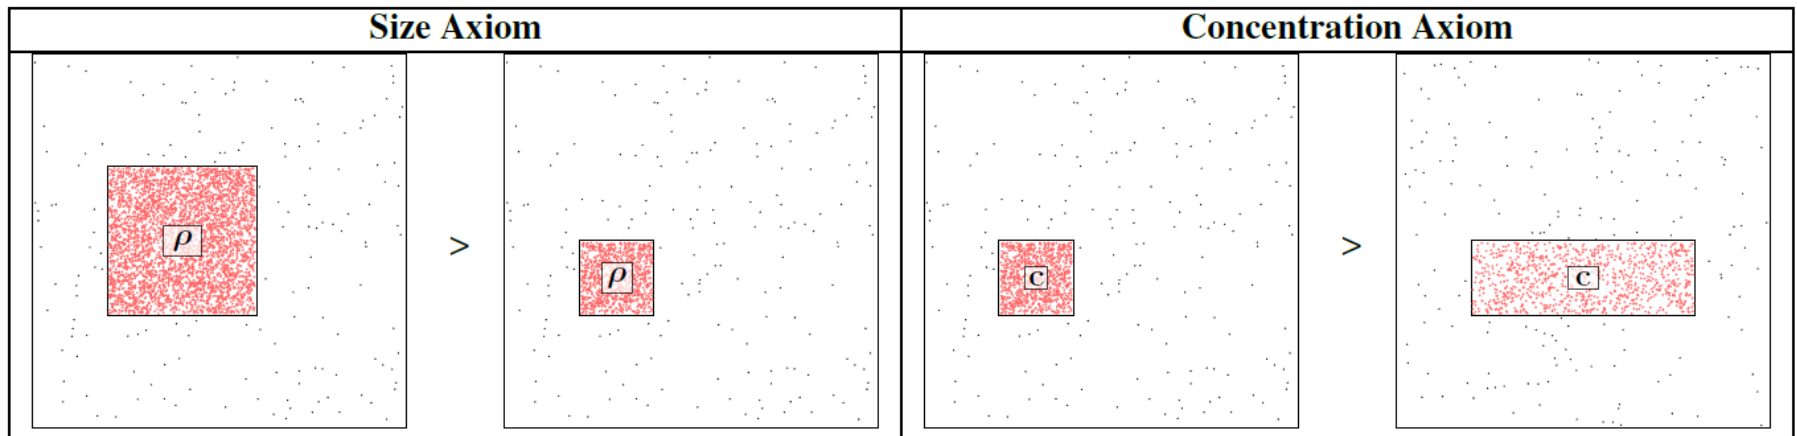 Size Axiom
Concentration Axiom
ρ
>
ρ
c
>
c